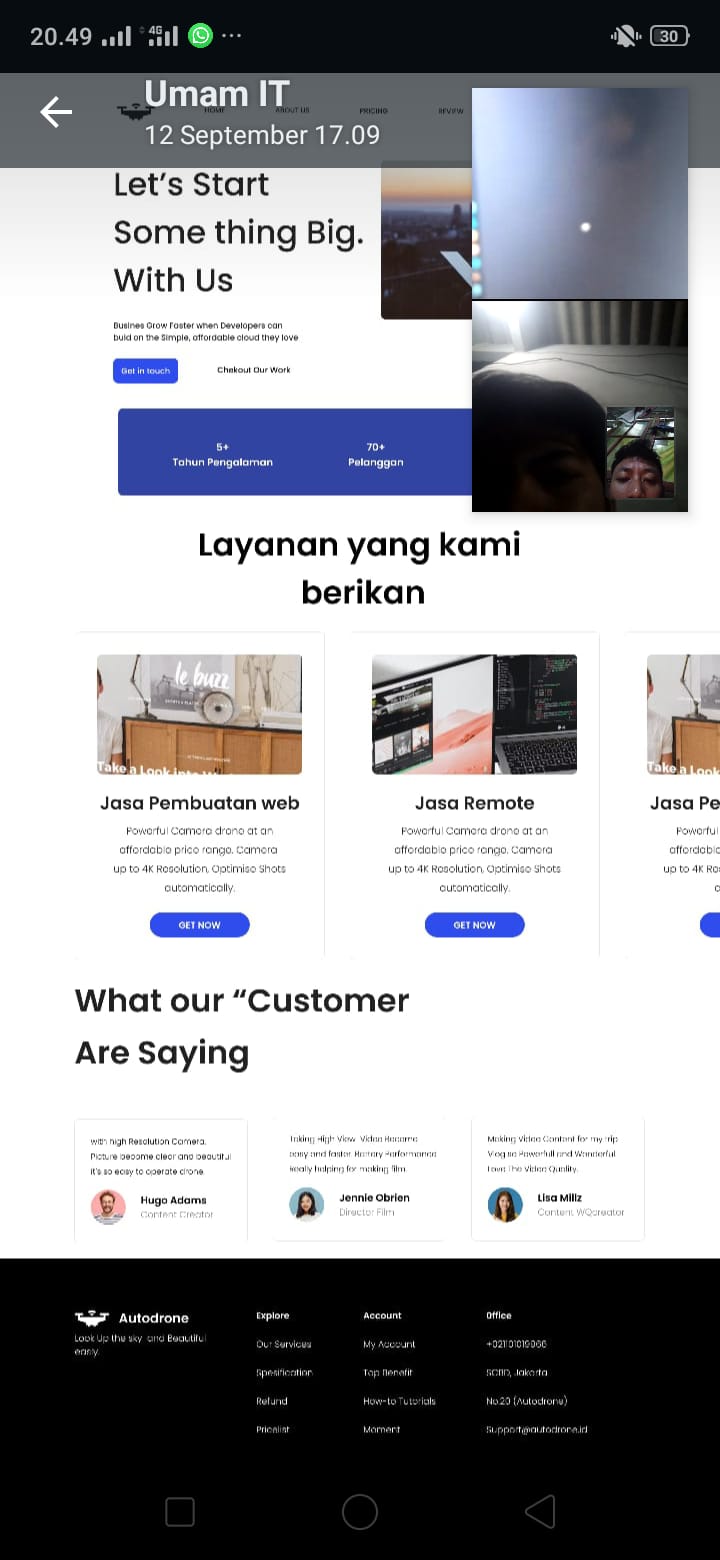 20.49
4G
30
Umam IT
12 September 17.09
HOME
ABOUT US
PRICING
REVIEW
Let's Start
Some thing Big.
With Us
Busines Grow Faster when Developers can
buid on the Simple, affordable cloud they love
Get in touch
Chekout Our Work
5+
Tahun Pengalaman
70+
Pelanggan
Layanan yang kami
berikan
le buzz
Take a Look into
Take a Look
Jasa Pembuatan web
Jasa Remote
Jasa Pe
Powerful Camera drone at an
affordable price range. Camera
up to 4K Resolution, Optimise Shots
automatically.
Powerful Camera drone at an
affordable price range. Camera
up to 4K Resolution, Optimise Shots
automatically.
Powerful
affordable
up to 4K Re
GET NOW
GET NOW
What our “Customer
Are Saying
with high Resolution Camera.
Picture become clear and beautiful
it's so easy to operate drone.
Hugo Adams
Content Creator
Taking High View Video Became
easy and faster. Battery Performance
Really helping for making film.
Jennie Obrien
Director Film
Making Video Content for my trip
Vlog so Powerfull and Wonderful
Love The Video Quality.
Lisa Millz
Content WQcreator
Autodrone
Look Up the sky and Beautiful
easly.
Explore
Our Services
Spesification
Refund
Pricelist
Account
My Account
Top Benefit
How-to Tutorials
Moment
Office
+021101019966
SCBD, Jakarta
No.20 (Autodrone)
Support@autodrone.id